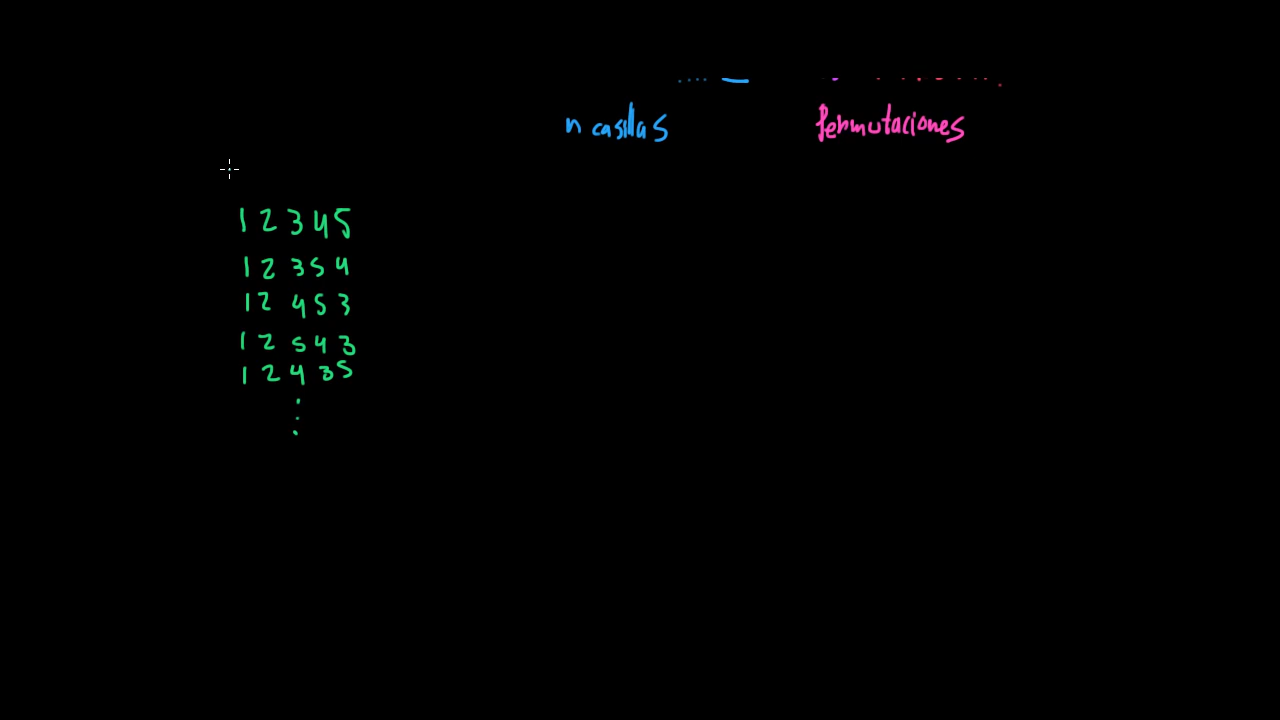 n casillas permutaciones
1 2 3 4 5
1 2 3 5 4
1 2 4 5 3
1 2 5 4 3
1 2 4 3 5
⋮